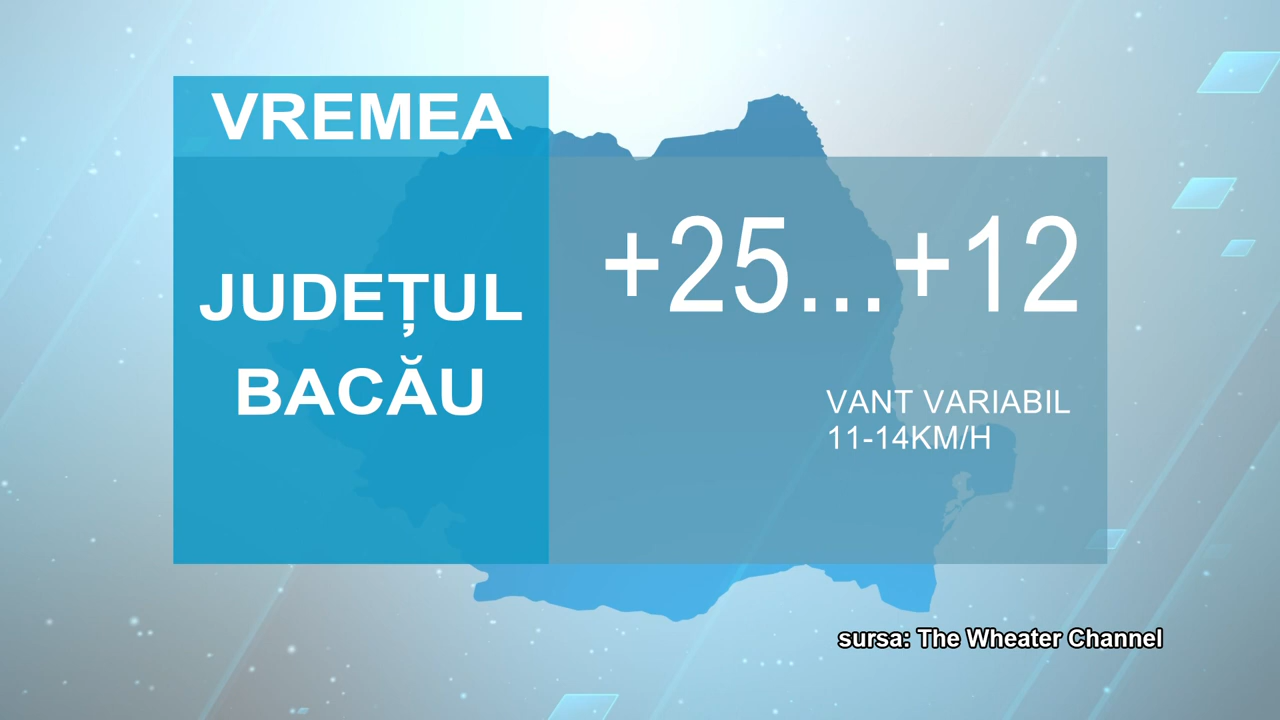 VREMEA
JUDEȚUL
BACĂU
+25...+12
VANT VARIABIL
11-14KM/H
sursa: The Wheater Channel